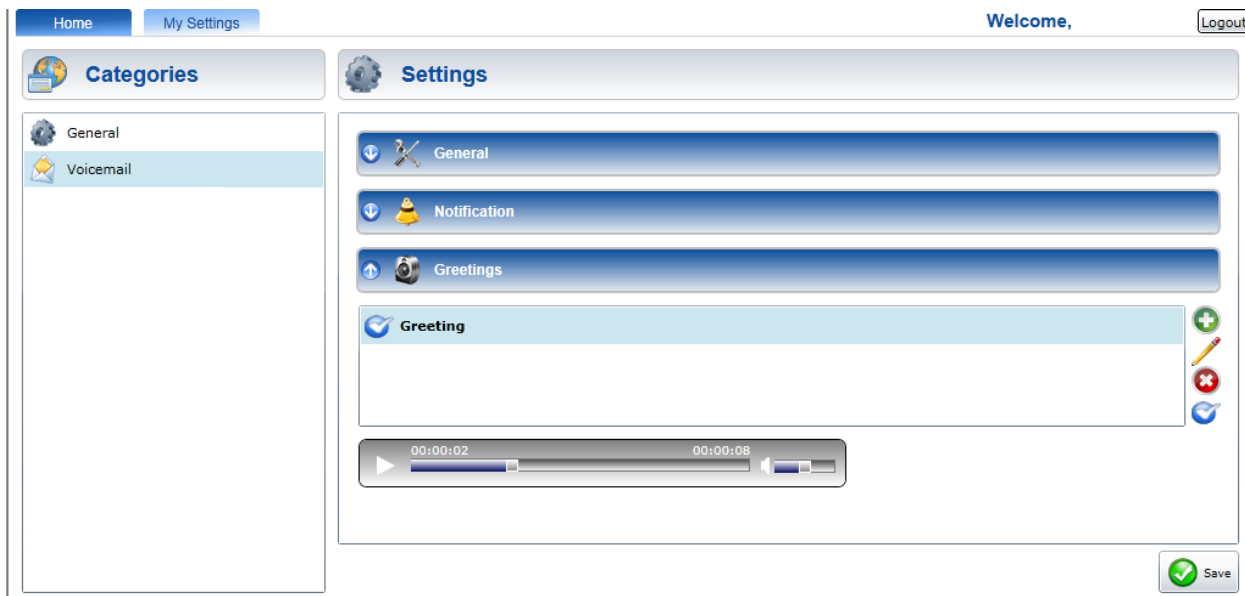 Home My Settings Welcome, Logout
Categories
Settings
General
Voicemail
General
Notification
Greetings
Greeting
00:00:02 00:00:08
Save